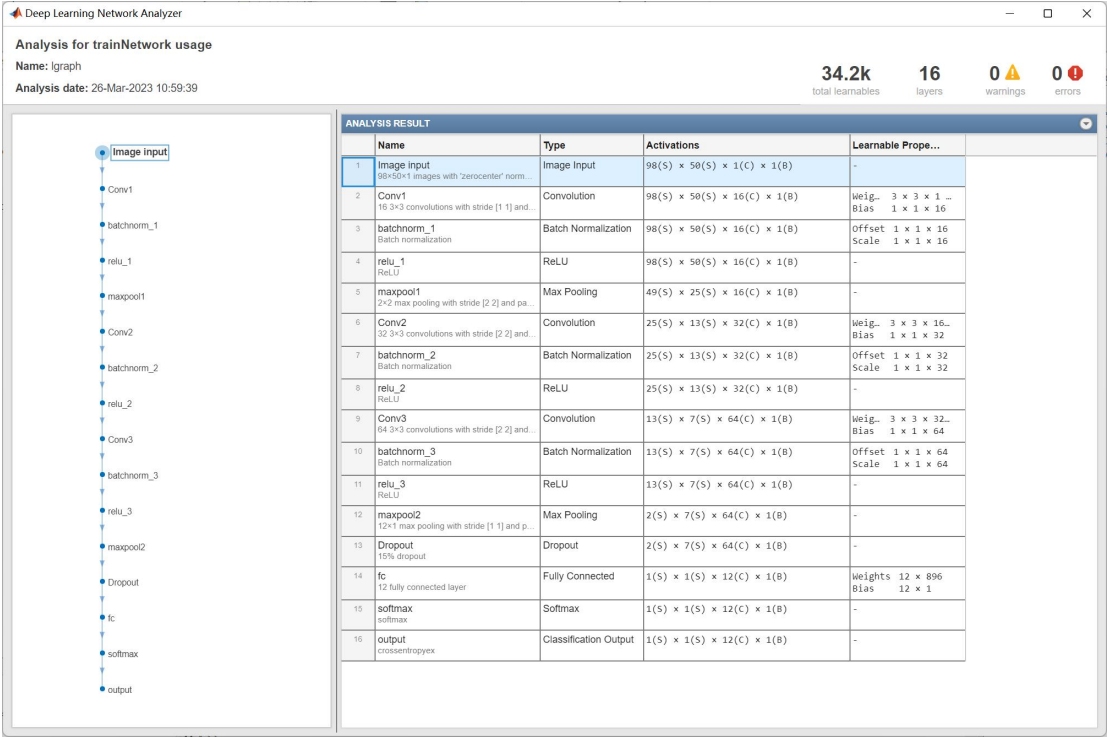 Deep Learning Network Analyzer
Analysis for trainNetwork usage
Name: lgraph
Analysis date: 26-Mar-2023 10:59:39
34.2k
total learnables
16
layers
0
warnings
0
errors
Image input
Conv1
batchnorm_1
relu_1
maxpool1
Conv2
batchnorm_2
relu_2
Conv3
batchnorm_3
relu_3
maxpool2
Dropout
fc
softmax
output
ANALYSIS RESULT
Name Type Activations Learnable Prope...
1 Image input Image Input 98(S) × 50(S) × 1(C) × 1(B) -
98×50×1 images with 'zerocenter' norm...
2 Conv1 Convolution 98(S) × 50(S) × 16(C) × 1(B) Weig… 3 × 3 × 1 …
16 3×3 convolutions with stride [1 1] and... Bias 1 × 1 × 16
3 batchnorm_1 Batch Normalization 98(S) × 50(S) × 16(C) × 1(B) Offset 1 × 1 × 16
Batch normalization Scale 1 × 1 × 16
4 relu_1 ReLU 98(S) × 50(S) × 16(C) × 1(B) -
ReLU
5 maxpool1 Max Pooling 49(S) × 25(S) × 16(C) × 1(B) -
2×2 max pooling with stride [2 2] and pa...
6 Conv2 Convolution 25(S) × 13(S) × 32(C) × 1(B) Weig… 3 × 3 × 16…
32 3×3 convolutions with stride [2 2] and... Bias 1 × 1 × 32
7 batchnorm_2 Batch Normalization 25(S) × 13(S) × 32(C) × 1(B) Offset 1 × 1 × 32
Batch normalization Scale 1 × 1 × 32
8 relu_2 ReLU 25(S) × 13(S) × 32(C) × 1(B) -
ReLU
9 Conv3 Convolution 13(S) × 7(S) × 64(C) × 1(B) Weig… 3 × 3 × 32…
64 3×3 convolutions with stride [2 2] and... Bias 1 × 1 × 64
10 batchnorm_3 Batch Normalization 13(S) × 7(S) × 64(C) × 1(B) Offset 1 × 1 × 64
Batch normalization Scale 1 × 1 × 64
11 relu_3 ReLU 13(S) × 7(S) × 64(C) × 1(B) -
ReLU
12 maxpool2 Max Pooling 2(S) × 7(S) × 64(C) × 1(B) -
12×1 max pooling with stride [1 1] and p...
13 Dropout Dropout 2(S) × 7(S) × 64(C) × 1(B) -
15% dropout
14 fc Fully Connected 1(S) × 1(S) × 12(C) × 1(B) Weights 12 × 896
12 fully connected layer Bias 12 × 1
15 softmax Softmax 1(S) × 1(S) × 12(C) × 1(B) -
softmax
16 output Classification Output 1(S) × 1(S) × 12(C) × 1(B) -
crossentropyex